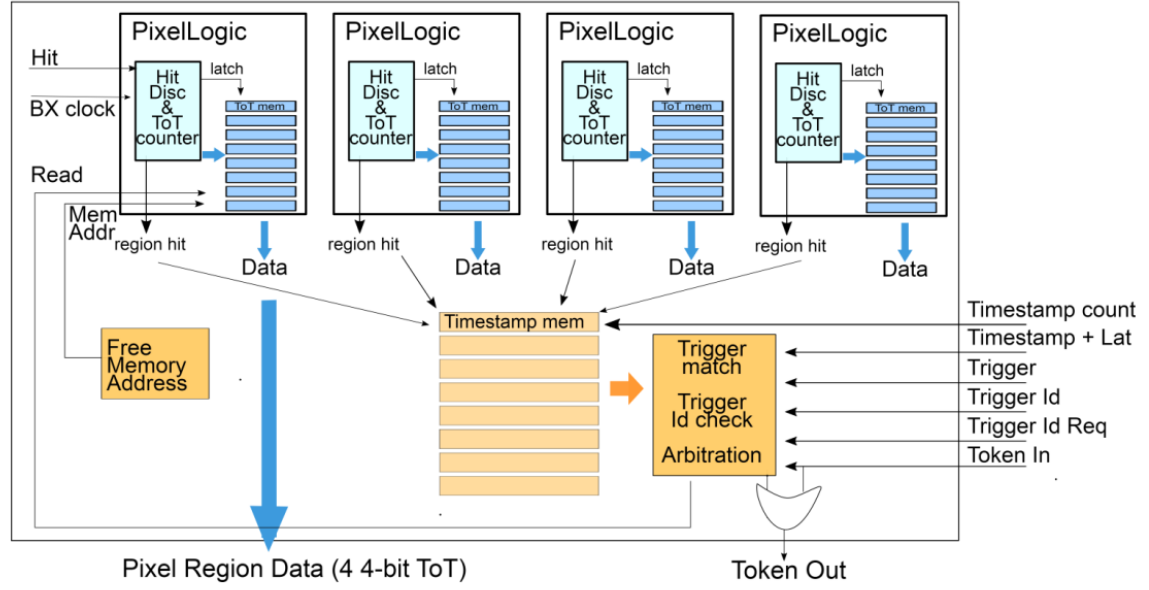 PixelLogic
PixelLogic
PixelLogic
PixelLogic
Hit
BX clock
Read
Mem
Addr
Hit
Disc
&
ToT
counter
latch
ToT mem
region hit
Data
Hit
Disc
&
ToT
counter
latch
ToT mem
region hit
Data
Hit
Disc
&
ToT
counter
latch
ToT mem
region hit
Data
Hit
Disc
&
ToT
counter
latch
ToT mem
region hit
Data
Free
Memory
Address
Timestamp mem
Trigger
match
Trigger
Id check
Arbitration
Timestamp count
Timestamp + Lat
Trigger
Trigger Id
Trigger Id Req
Token In
Pixel Region Data (4 4-bit ToT)
Token Out